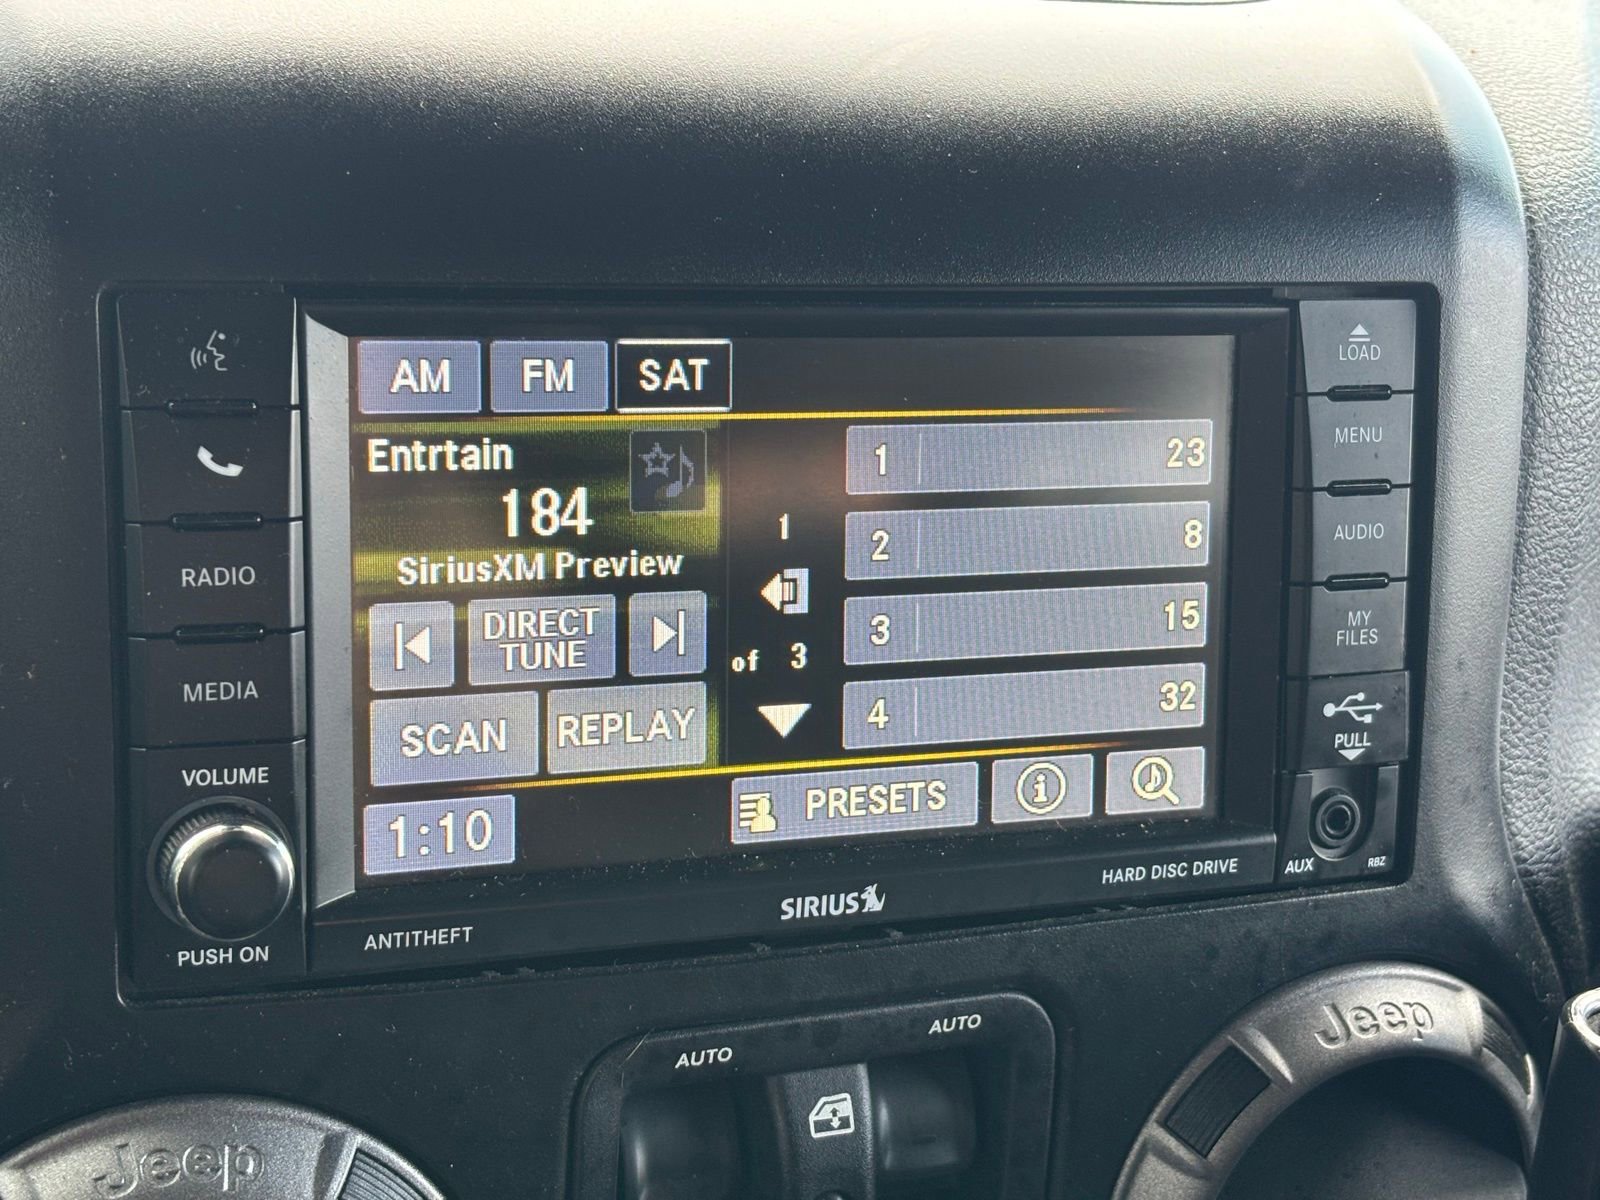 AM FM SAT
Entrtain
184
SiriusXM Preview
DIRECT
TUNE
SCAN REPLAY
1:10
1
of 3
1 23
2 8
3 15
4 32
PRESETS
RADIO
MEDIA
VOLUME
PUSH ON
LOAD
MENU
AUDIO
MY
FILES
PULL
AUX RBZ
ANTITHEFT
SIRIUS
HARD DISC DRIVE
AUTO AUTO
Jeep
Jeep